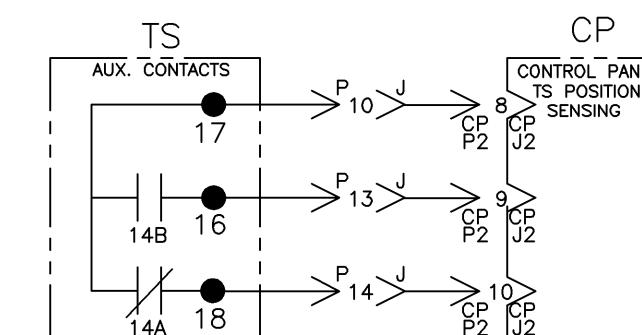 TS
CP
AUX. CONTACTS
CONTROL PAN
TS POSITION
SENSING
P 10 J
8
17
CP CP
P2 J2
P 13 J
9
14B
16
CP CP
P2 J2
P 14 J
10
14A
18
CP CP
P2 J2